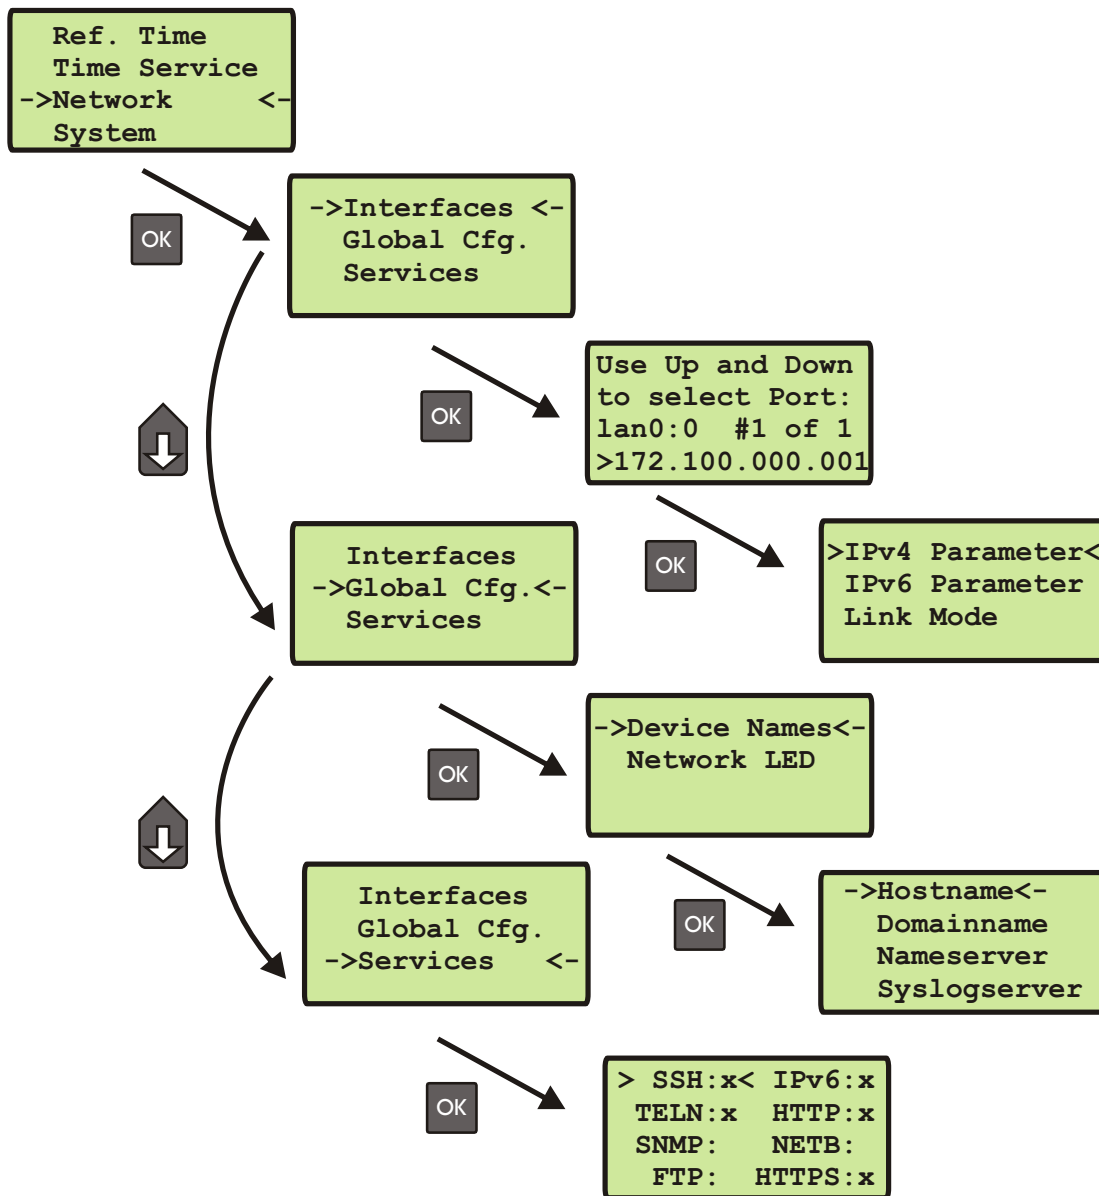 Ref. Time
Time Service
->Network <-
System
OK
->Interfaces <-
Global Cfg.
Services
OK
Use Up and Down
to select Port:
lan0:0 #1 of 1
>172.100.000.001
OK
>IPv4 Parameter<
IPv6 Parameter
Link Mode
Interfaces
->Global Cfg.<-
Services
OK
->Device Names<-
Network LED
OK
->Hostname<-
Domainname
Nameserver
Syslogserver
Interfaces
Global Cfg.
->Services <-
OK
> SSH:x< IPv6:x
TELN:x HTTP:x
SNMP: NETB:
FTP: HTTPS:x